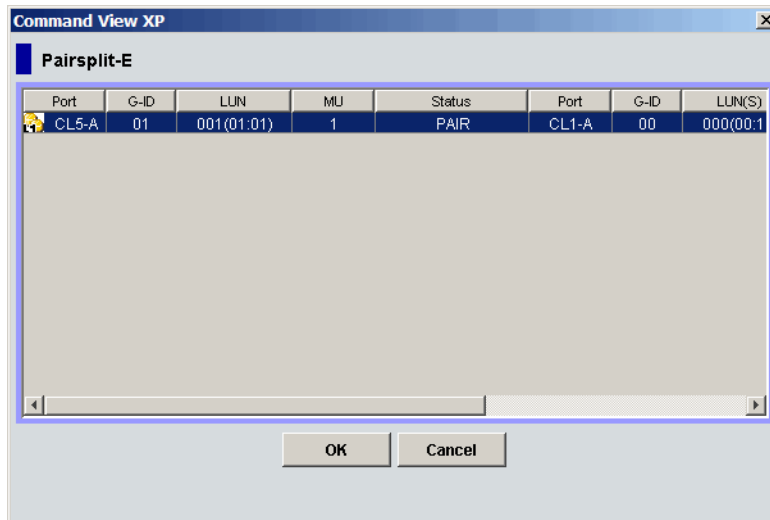 Command View XP
Pairsplit-E
Port G-ID LUN MU Status Port G-ID LUN(S)
CL5-A 01 001(01:01) 1 PAIR CL1-A 00 000(00:1
OK Cancel